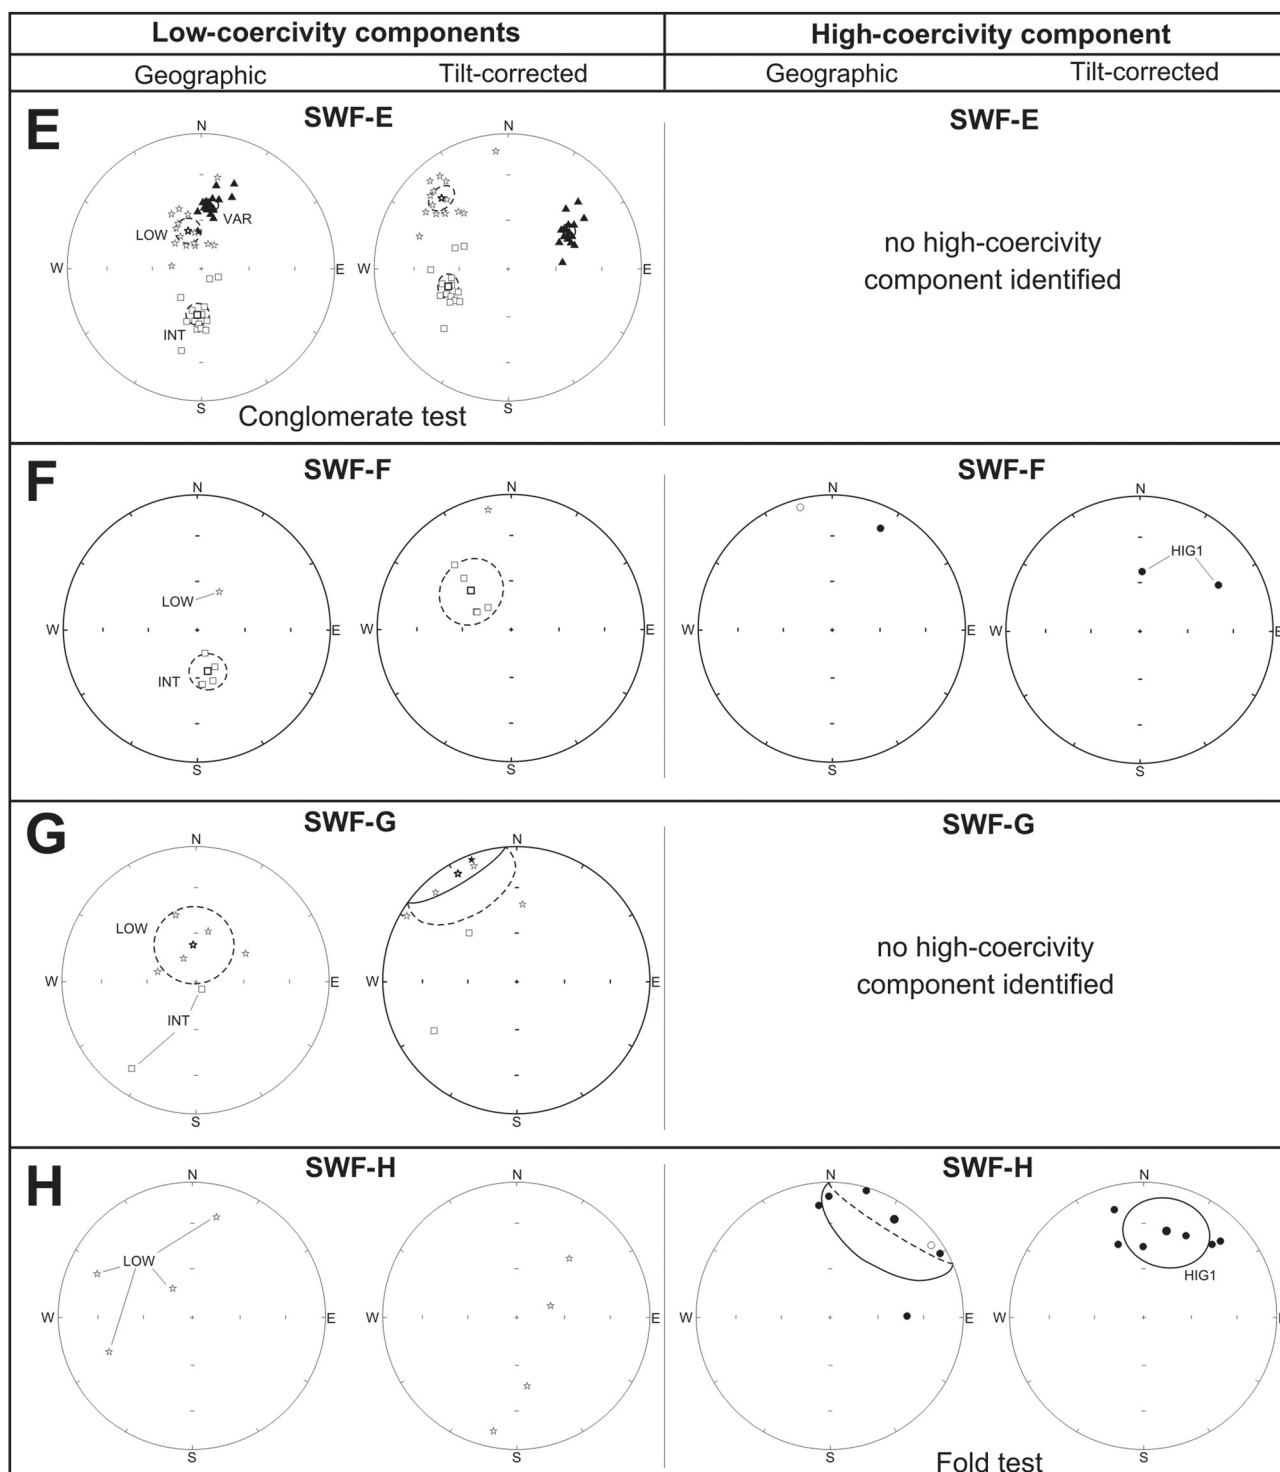 Low-coercivity components
High-coercivity component
Geographic
Tilt-corrected
Geographic
Tilt-corrected
E
SWF-E
SWF-E
N
N
W
E
W
E
S
S
LOW
VAR
INT
no high-coercivity
component identified
Conglomerate test
F
SWF-F
SWF-F
N
N
N
N
LOW
INT
HIG1
W
E
W
E
W
E
W
E
S
S
S
S
G
SWF-G
SWF-G
N
N
LOW
INT
W
E
W
E
S
S
no high-coercivity
component identified
H
SWF-H
SWF-H
N
N
N
N
LOW
HIG1
W
E
W
E
W
E
W
S
S
S
S
Fold test